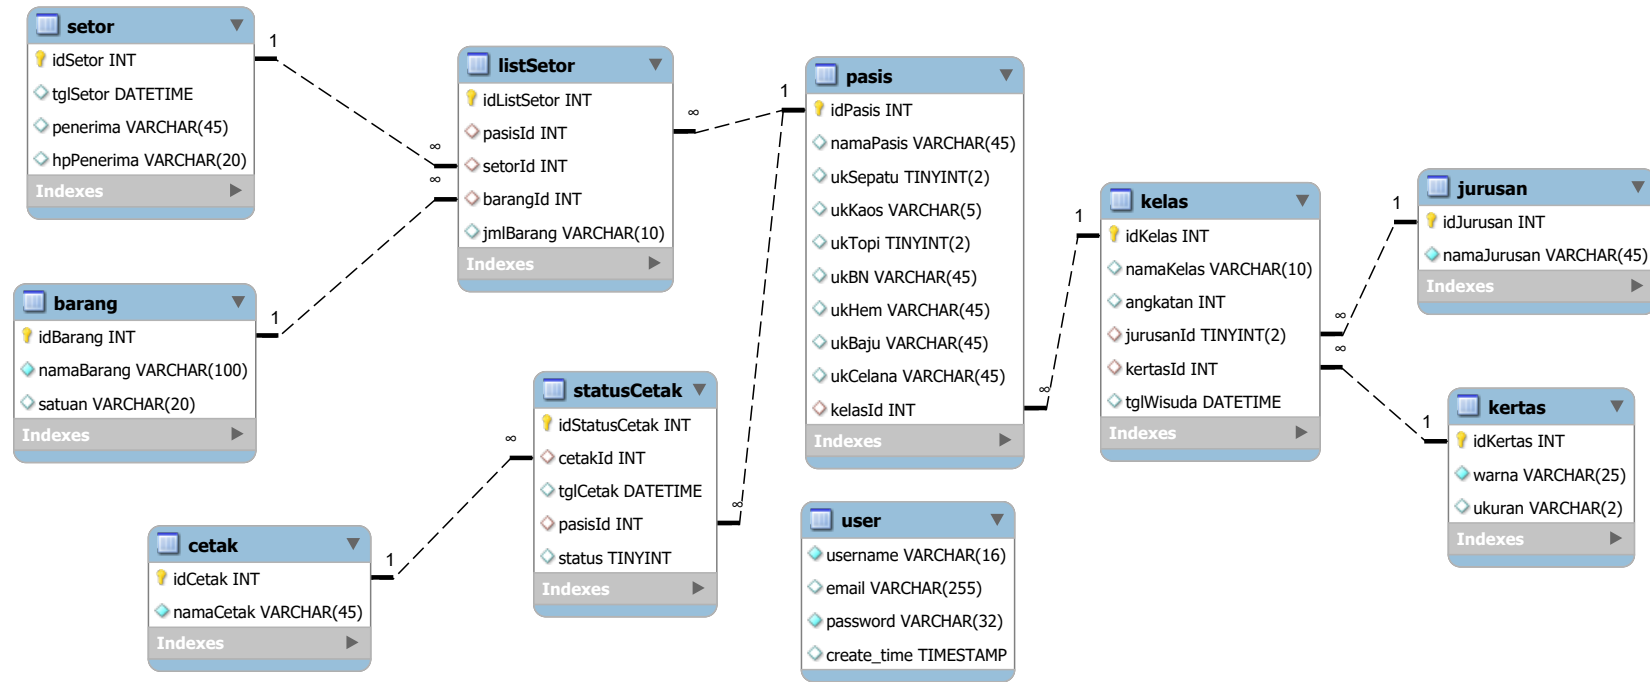 setor
idSetor INT
tglSetor DATETIME
penerima VARCHAR(45)
hpPenerima VARCHAR(20)
Indexes
1
∞
∞
1
barang
idBarang INT
namaBarang VARCHAR(100)
satuan VARCHAR(20)
Indexes
listSetor
idListSetor INT
pasisId INT
setorId INT
barangId INT
jmlBarang VARCHAR(10)
Indexes
∞
1
cetak
idCetak INT
namaCetak VARCHAR(45)
Indexes
1
∞
statusCetak
idStatusCetak INT
cetakId INT
tglCetak DATETIME
pasisId INT
status TINYINT
Indexes
∞
pasis
idPasis INT
namaPasis VARCHAR(45)
ukSepatu TINYINT(2)
ukKaos VARCHAR(5)
ukTopi TINYINT(2)
ukBN VARCHAR(45)
ukHem VARCHAR(45)
ukBaju VARCHAR(45)
ukCelana VARCHAR(45)
kelasId INT
Indexes
∞
1
user
username VARCHAR(16)
email VARCHAR(255)
password VARCHAR(32)
create_time TIMESTAMP
kelas
idKelas INT
namaKelas VARCHAR(10)
angkatan INT
jurusanId TINYINT(2)
kertasId INT
tglWisuda DATETIME
Indexes
1
∞
∞
1
jurusan
idJurusan INT
namaJurusan VARCHAR(45)
Indexes
kertas
idKertas INT
warna VARCHAR(25)
ukuran VARCHAR(2)
Indexes